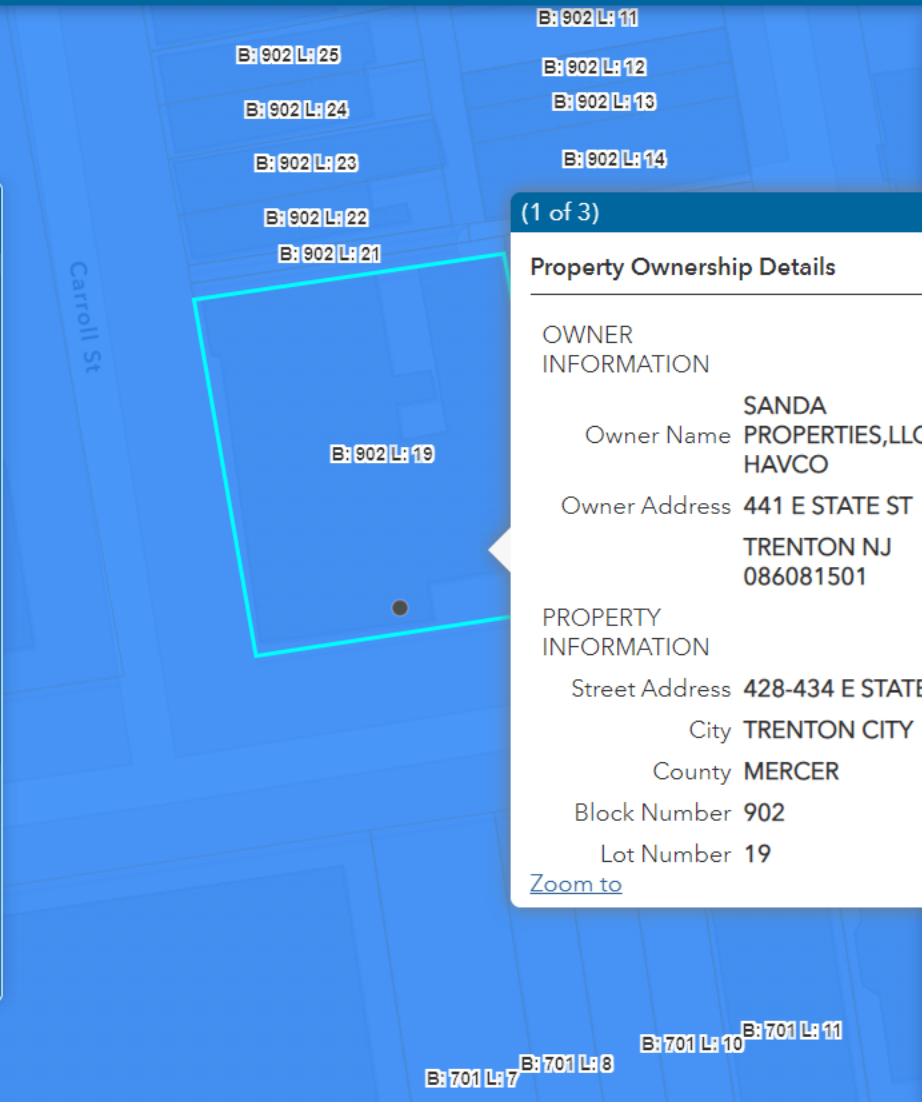 B: 902 L: 11
B: 902 L: 25
B: 902 L: 12
B: 902 L: 24
B: 902 L: 13
B: 902 L: 23
B: 902 L: 14
B: 902 L: 22
B: 902 L: 21
Carroll St
B: 902 L: 19
(1 of 3)
Property Ownership Details
OWNER
INFORMATION
Owner Name SANDA
PROPERTIES,LLC
HAVCO
Owner Address 441 E STATE ST
TRENTON NJ
086081501
PROPERTY
INFORMATION
Street Address 428-434 E STATE
City TRENTON CITY
County MERCER
Block Number 902
Lot Number 19
Zoom to
B: 701 L: 7
B: 701 L: 8
B: 701 L: 10
B: 701 L: 11